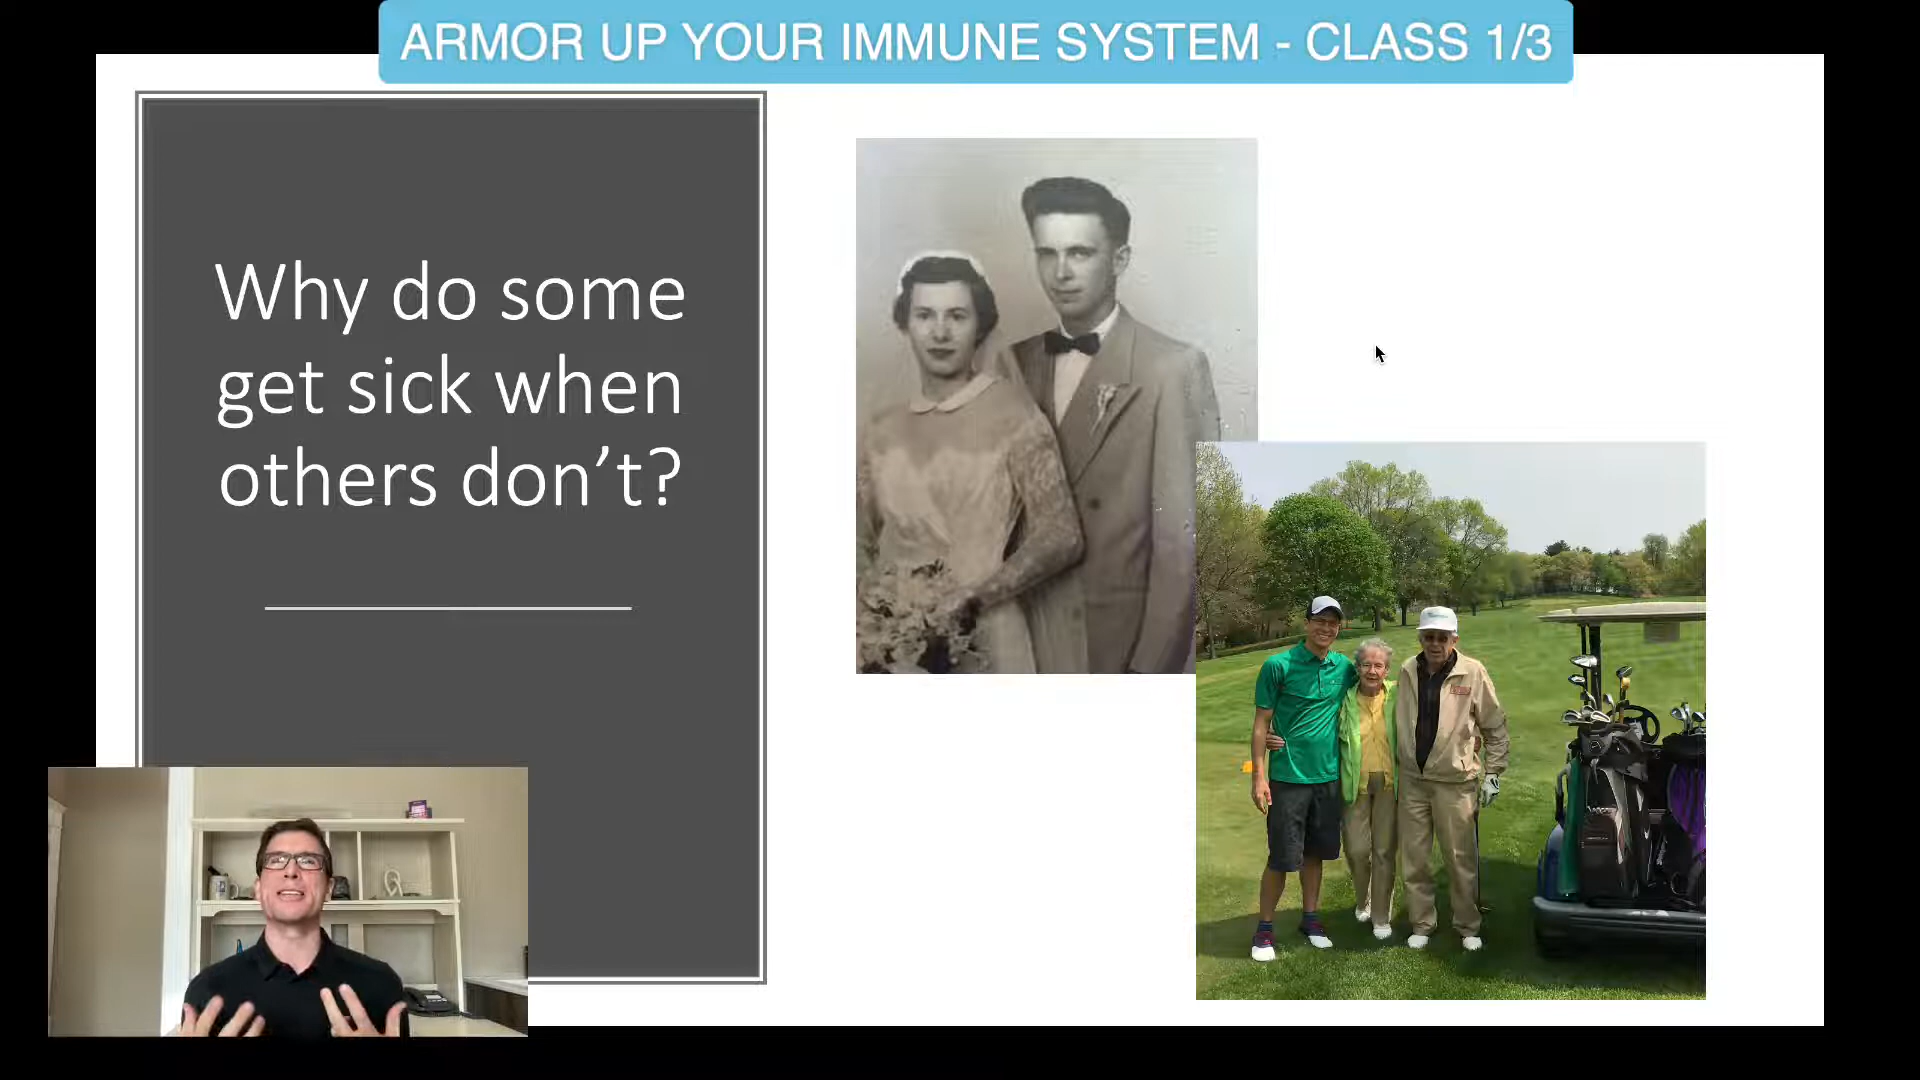 ARMOR UP YOUR IMMUNE SYSTEM - CLASS 1/3
Why do some
get sick when
others don’t?